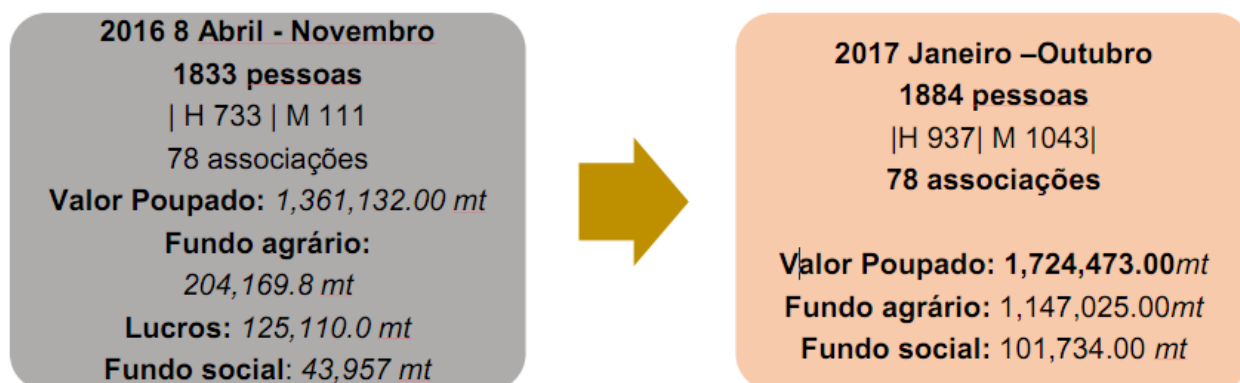 2016 8 Abril - Novembro
1833 pessoas
| H 733 | M 111
78 associações
Valor Poupado: 1,361,132.00 mt
Fundo agrário:
204,169.8 mt
Lucros: 125,110.0 mt
Fundo social: 43,957 mt
2017 Janeiro –Outubro
1884 pessoas
|H 937| M 1043|
78 associações
Valor Poupado: 1,724,473.00mt
Fundo agrário: 1,147,025.00mt
Fundo social: 101,734.00 mt